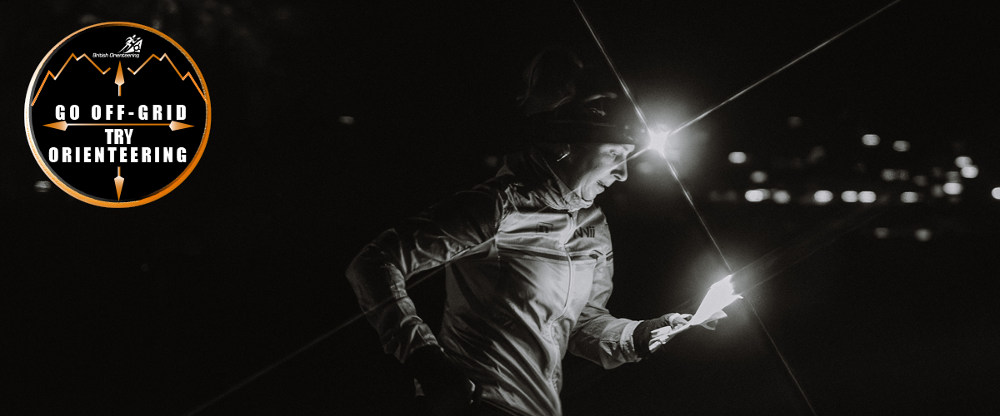 British Orienteering
GO OFF-GRID
TRY
ORIENTEERING